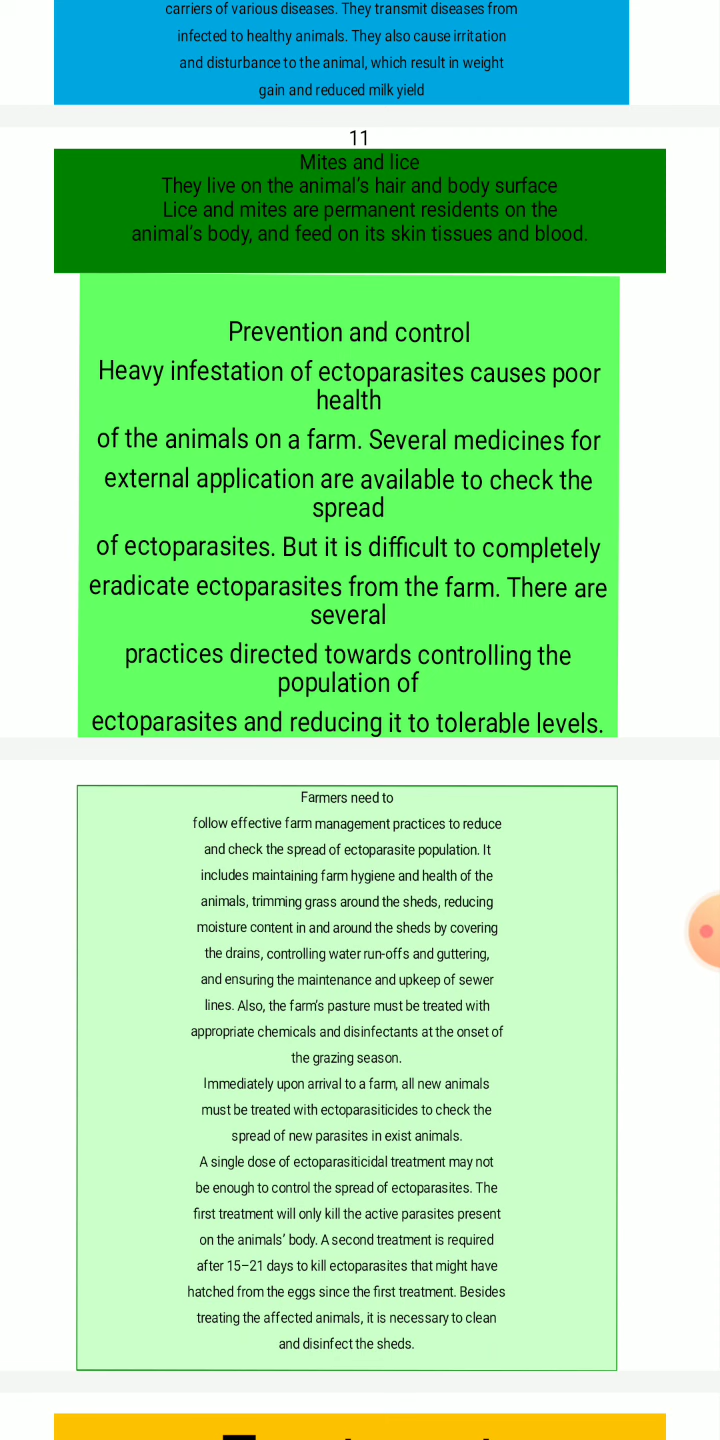 carriers of various diseases. They transmit diseases from
infected to healthy animals. They also cause irritation
and disturbance to the animal, which result in weight
gain and reduced milk yield
11
Mites and lice
They live on the animal's hair and body surface
Lice and mites are permanent residents on the
animal's body, and feed on its skin tissues and blood.
Prevention and control
Heavy infestation of ectoparasites causes poor
health
of the animals on a farm. Several medicines for
external application are available to check the
spread
of ectoparasites. But it is difficult to completely
eradicate ectoparasites from the farm. There are
several
practices directed towards controlling the
population of
ectoparasites and reducing it to tolerable levels.
Farmers need to
follow effective farm management practices to reduce
and check the spread of ectoparasite population. It
includes maintaining farm hygiene and health of the
animals, trimming grass around the sheds, reducing
moisture content in and around the sheds by covering
the drains, controlling water run-offs and guttering,
and ensuring the maintenance and upkeep of sewer
lines. Also, the farm's pasture must be treated with
appropriate chemicals and disinfectants at the onset of
the grazing season.
Immediately upon arrival to a farm, all new animals
must be treated with ectoparasiticides to check the
spread of new parasites in exist animals.
A single dose of ectoparasiticidal treatment may not
be enough to control the spread of ectoparasites. The
first treatment will only kill the active parasites present
on the animals' body. A second treatment is required
after 15–21 days to kill ectoparasites that might have
hatched from the eggs since the first treatment. Besides
treating the affected animals, it is necessary to clean
and disinfect the sheds.